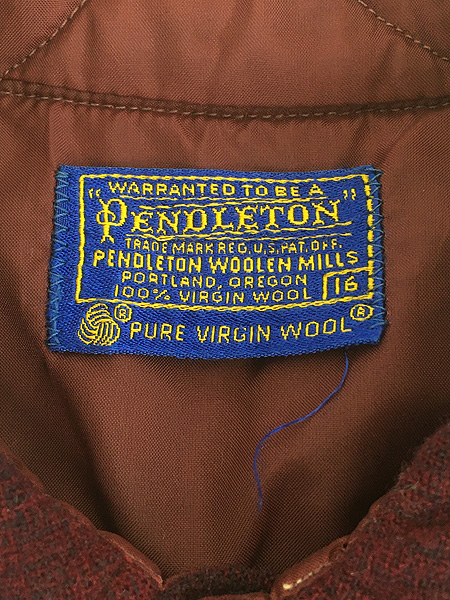 WARRANTED TO BE A
"PENDLETON"
TRADE MARK REG. U.S. PAT. OFF.
PENDLETON WOOLEN MILLS
PORTLAND, OREGON
100% VIRGIN WOOL 16
® PURE VIRGIN WOOL ®